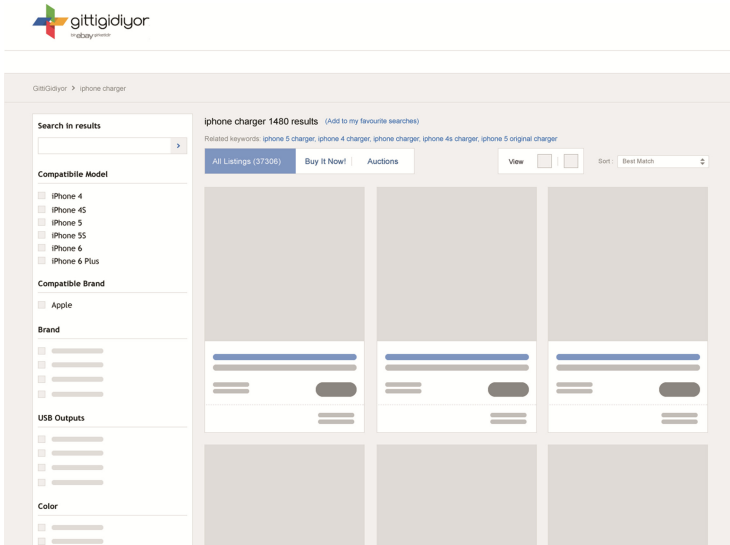 gittigidiyor
bir ebay şirketidir
GittiGidiyor > iphone charger
Search in results
Compatibile Model
iPhone 4
iPhone 4S
iPhone 5
iPhone 5S
iPhone 6
iPhone 6 Plus
Compatible Brand
Apple
Brand
USB Outputs
Color
iphone charger 1480 results (Add to my favourite searches)
Related keywords: iphone 5 charger, iphone 4 charger, iphone charger, iphone 4s charger, iphone 5 original charger
All Listings (37306) Buy It Now! Auctions View Sort : Best Match